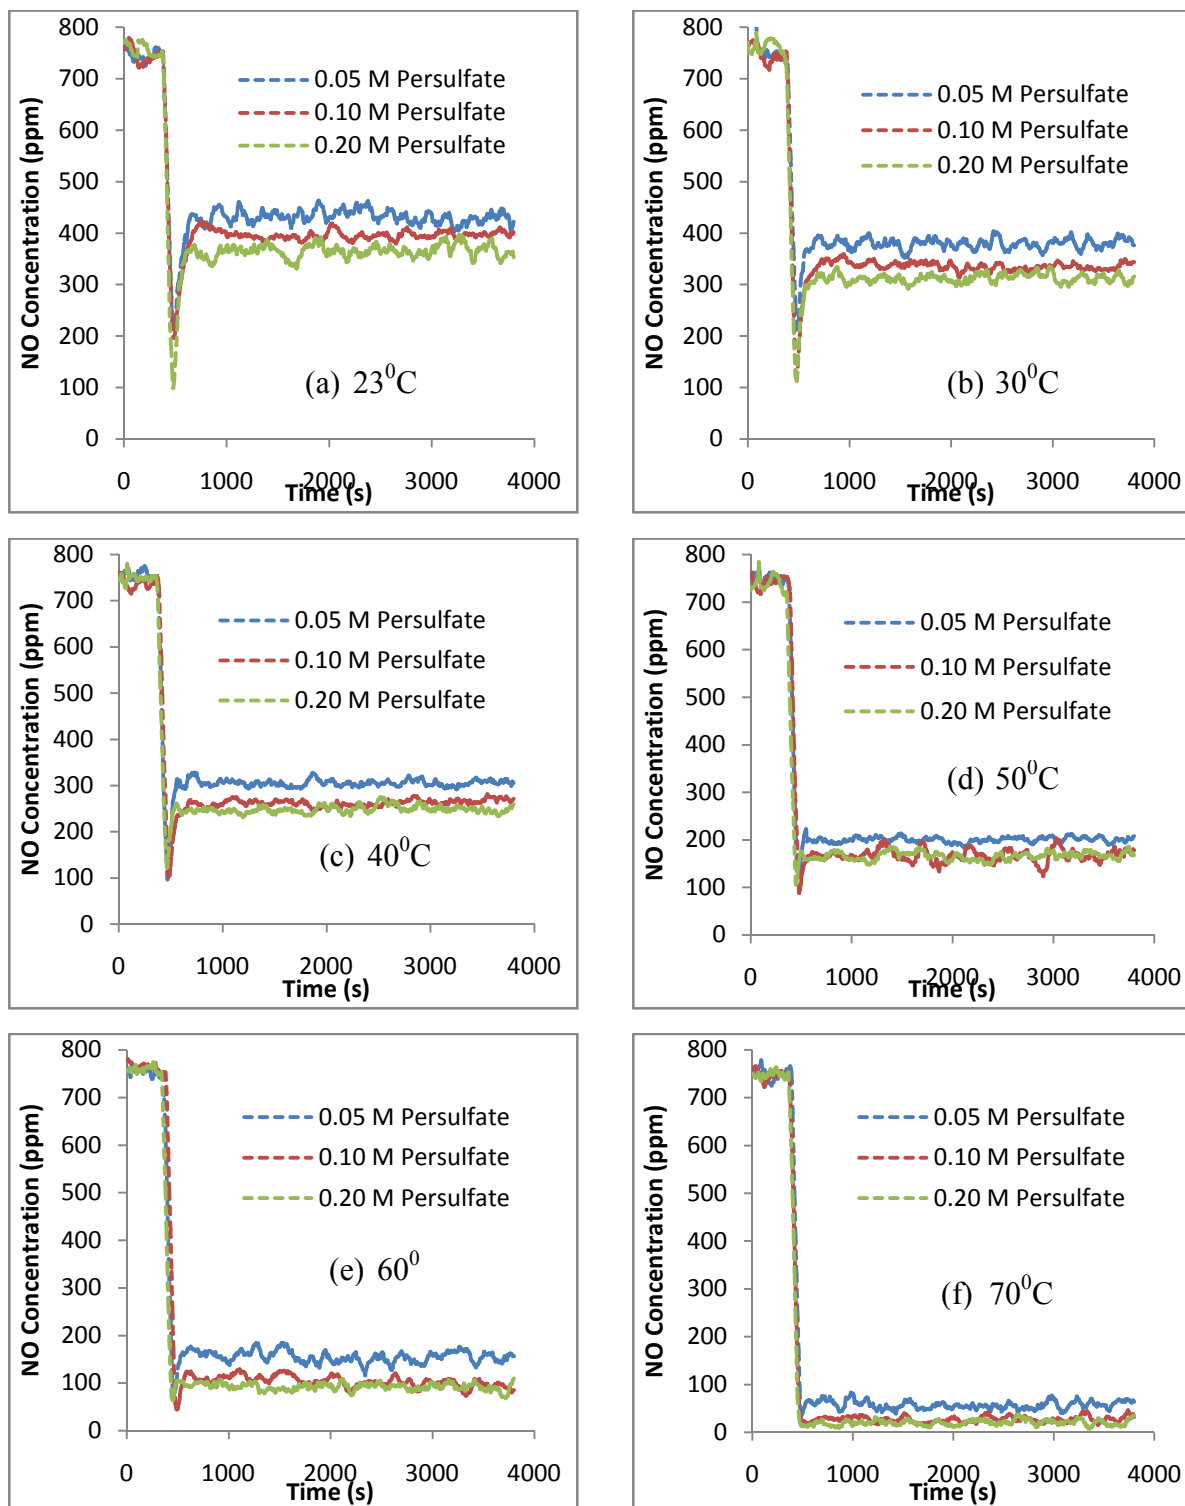 NO Concentration (ppm)
800
700
600
500
400
300
200
100
0
0.05 M Persulfate
0.10 M Persulfate
0.20 M Persulfate
(a) 23⁰C
0 1000 2000 3000 4000
Time (s)
NO Concentration (ppm)
800
700
600
500
400
300
200
100
0
0.05 M Persulfate
0.10 M Persulfate
0.20 M Persulfate
(b) 30⁰C
0 1000 2000 3000 4000
Time (s)
NO Concentration (ppm)
800
700
600
500
400
300
200
100
0
0.05 M Persulfate
0.10 M Persulfate
0.20 M Persulfate
(c) 40⁰C
0 1000 2000 3000 4000
Time (s)
NO Concentration (ppm)
800
700
600
500
400
300
200
100
0
0.05 M Persulfate
0.10 M Persulfate
0.20 M Persulfate
(d) 50⁰C
0 1000 2000 3000 4000
Time (s)
NO Concentration (ppm)
800
700
600
500
400
300
200
100
0
0.05 M Persulfate
0.10 M Persulfate
0.20 M Persulfate
(e) 60⁰
0 1000 2000 3000 4000
Time (s)
NO Concentration (ppm)
800
700
600
500
400
300
200
100
0
0.05 M Persulfate
0.10 M Persulfate
0.20 M Persulfate
(f) 70⁰C
0 1000 2000 3000 4000
Time (s)